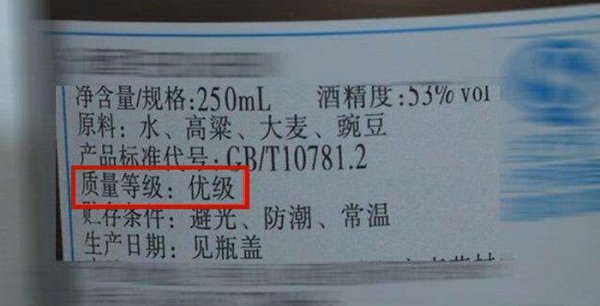 净含量/规格:250mL 酒精度:53% vol
原料: 水、高粱、大麦、豌豆
产品标准代号:GB/T10781.2
质量等级: 优级
贮存条件: 避光、防潮、常温
生产日期: 见瓶盖